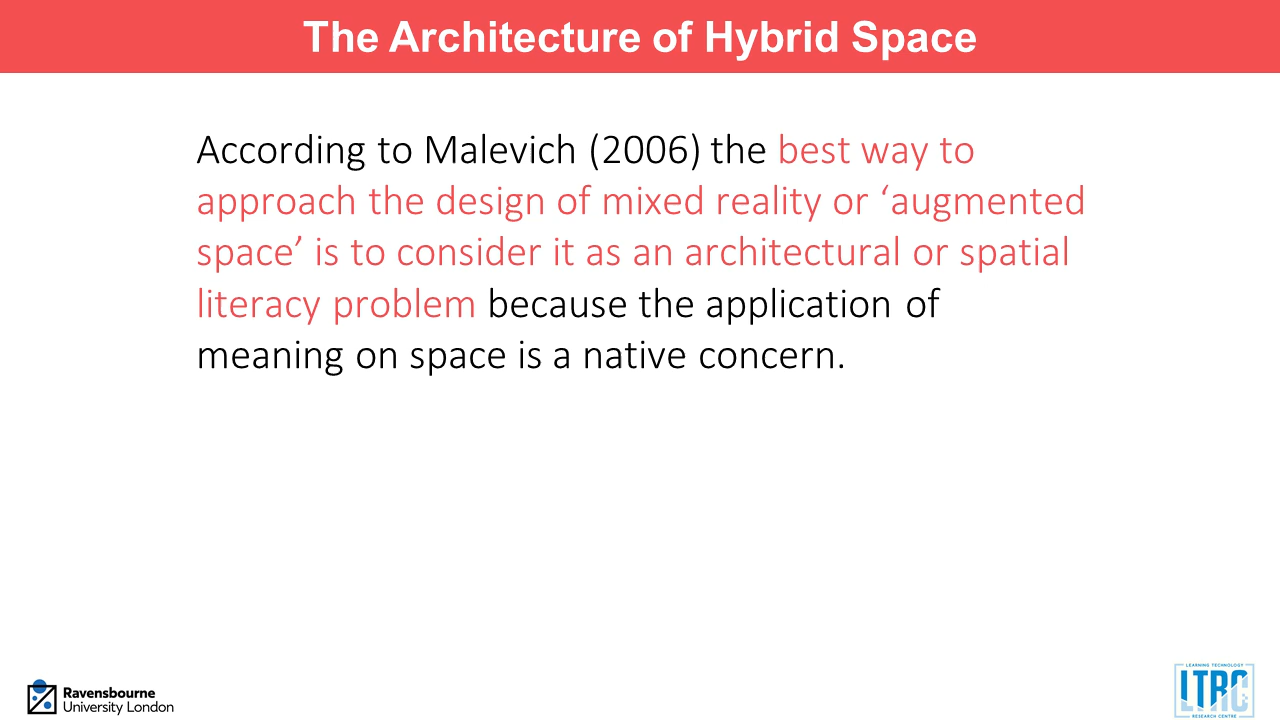 The Architecture of Hybrid Space
According to Malevich (2006) the best way to
approach the design of mixed reality or ‘augmented
space’ is to consider it as an architectural or spatial
literacy problem because the application of
meaning on space is a native concern.
Ravensbourne
University London
LEARNING TECHNOLOGY
LTRC
RESEARCH CENTRE